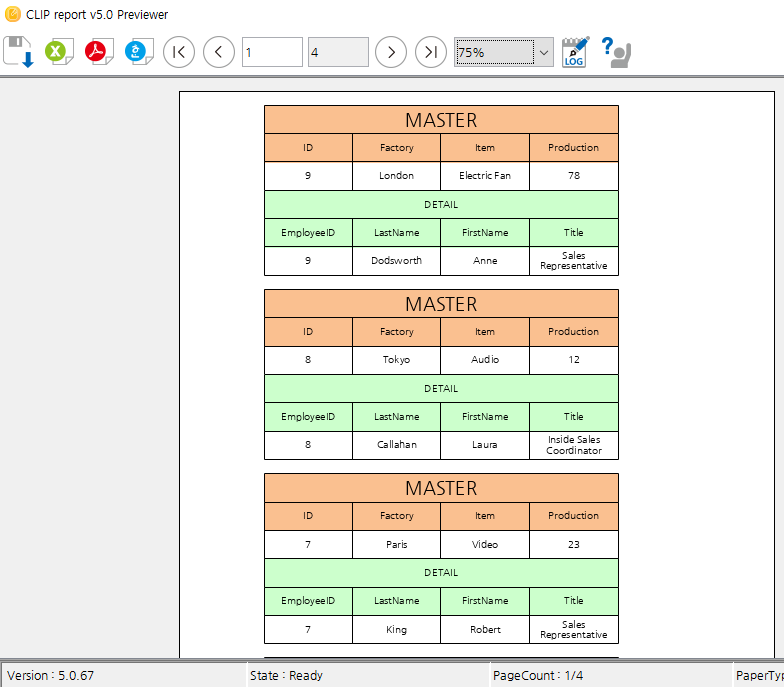 CLIP report v5.0 Previewer
1 4 75% LOG ?
MASTER
ID Factory Item Production
9 London Electric Fan 78
DETAIL
EmployeeID LastName FirstName Title
9 Dodsworth Anne Sales Representative
MASTER
ID Factory Item Production
8 Tokyo Audio 12
DETAIL
EmployeeID LastName FirstName Title
8 Callahan Laura Inside Sales Coordinator
MASTER
ID Factory Item Production
7 Paris Video 23
DETAIL
EmployeeID LastName FirstName Title
7 King Robert Sales Representative
Version : 5.0.67 State : Ready PageCount : 1/4 PaperTy